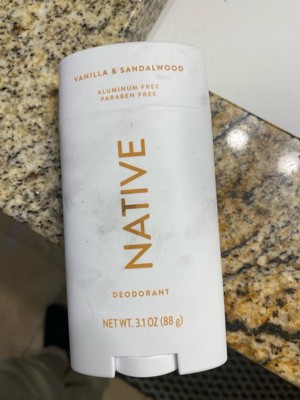 VANILLA & SANDALWOOD
ALUMINUM FREE
PARABEN FREE
NATIVE
DEODORANT
NET WT. 3.1 OZ (88 g)